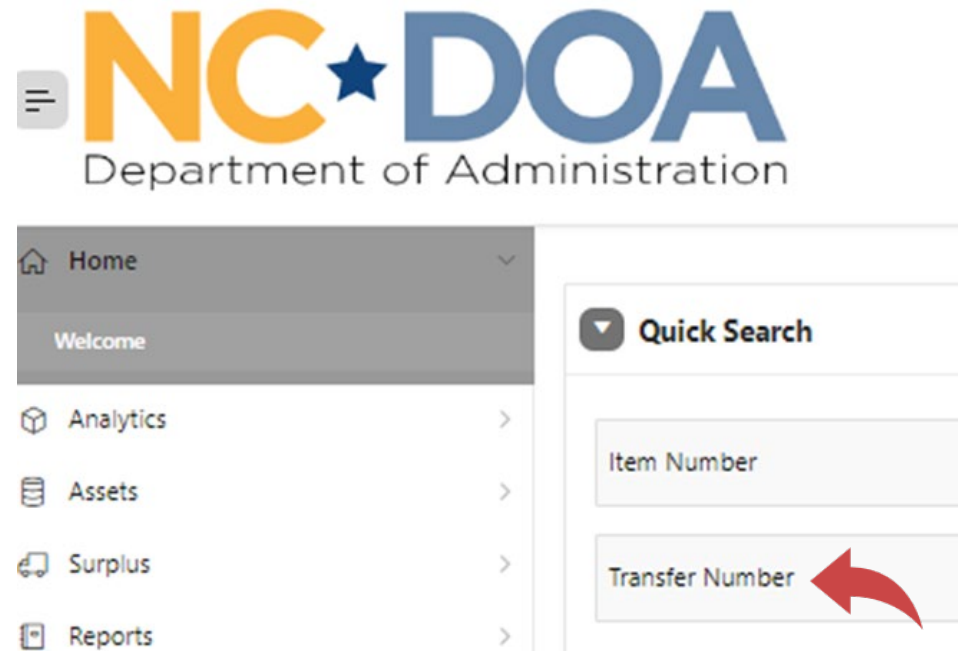 NC★DOA
Department of Administration
Home
Welcome
Analytics
Assets
Surplus
Reports
Quick Search
Item Number
Transfer Number